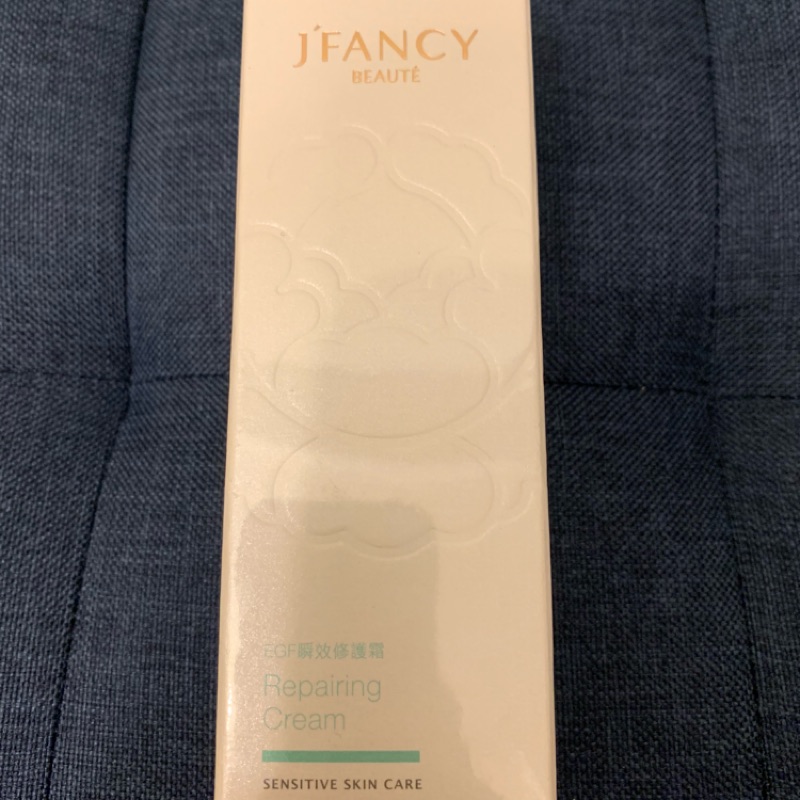 J'FANCY
BEAUTÉ
EGF瞬效修護霜
Repairing
Cream
SENSITIVE SKIN CARE